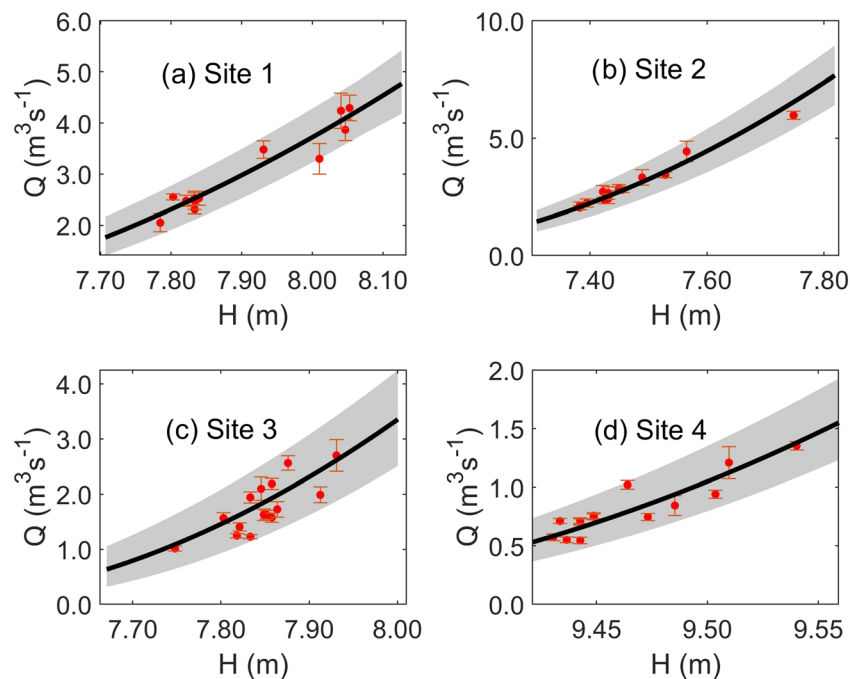 6.0
5.0
4.0
3.0
2.0
Q (m³s⁻¹)
(a) Site 1
7.70 7.80 7.90 8.00 8.10
H (m)
10.0
5.0
0.0
Q (m³s⁻¹)
(b) Site 2
7.40 7.60 7.80
H (m)
4.0
3.0
2.0
1.0
0.0
Q (m³s⁻¹)
(c) Site 3
7.70 7.80 7.90 8.00
H (m)
2.0
1.5
1.0
0.5
0.0
Q (m³s⁻¹)
(d) Site 4
9.45 9.50 9.55
H (m)